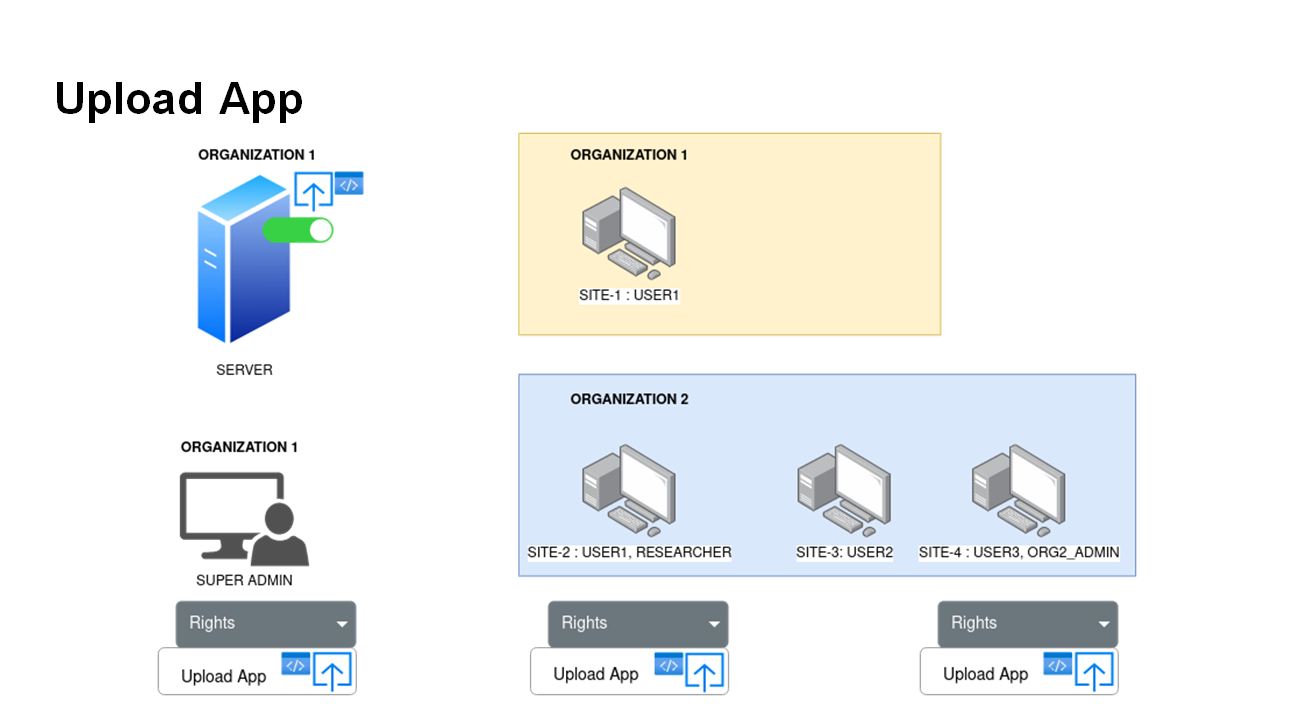 Upload App
ORGANIZATION 1
</>
SERVER
ORGANIZATION 1
SITE-1 : USER1
ORGANIZATION 2
SITE-2 : USER1, RESEARCHER
SITE-3: USER2
SITE-4 : USER3, ORG2_ADMIN
ORGANIZATION 1
SUPER ADMIN
Rights
Upload App </>
Rights
Upload App </>
Rights
Upload App </>